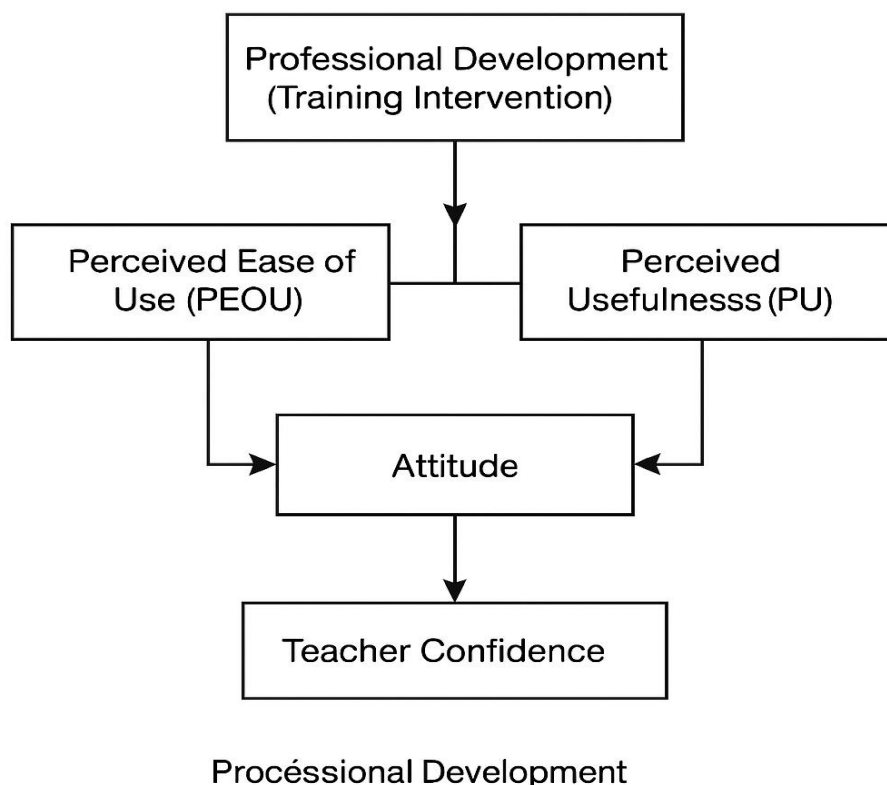 Professional Development
(Training Intervention)
Perceived Ease of
Use (PEOU)
Perceived
Usefulnesss (PU)
Attitude
Teacher Confidence
Procéssional Development